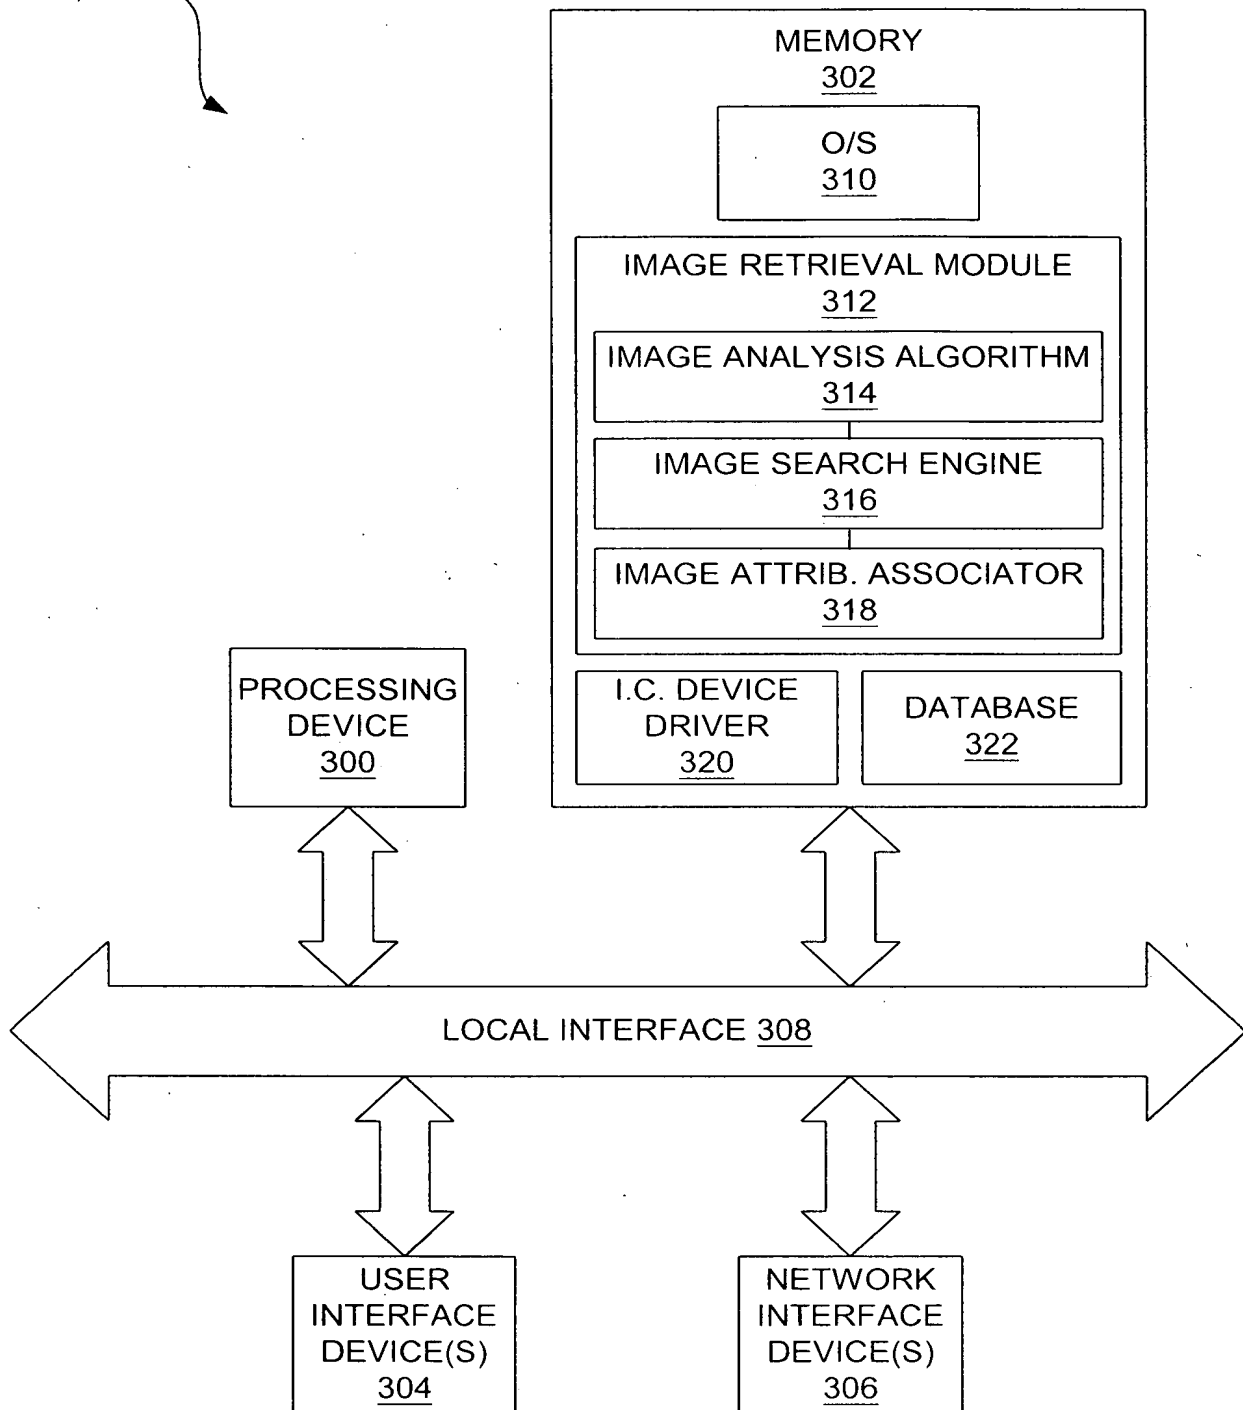 MEMORY
302
O/S
310
IMAGE RETRIEVAL MODULE
312
IMAGE ANALYSIS ALGORITHM
314
IMAGE SEARCH ENGINE
316
IMAGE ATTRIB. ASSOCIATOR
318
PROCESSING
DEVICE
300
I.C. DEVICE
DRIVER
320
DATABASE
322
LOCAL INTERFACE 308
USER
INTERFACE
DEVICE(S)
304
NETWORK
INTERFACE
DEVICE(S)
306